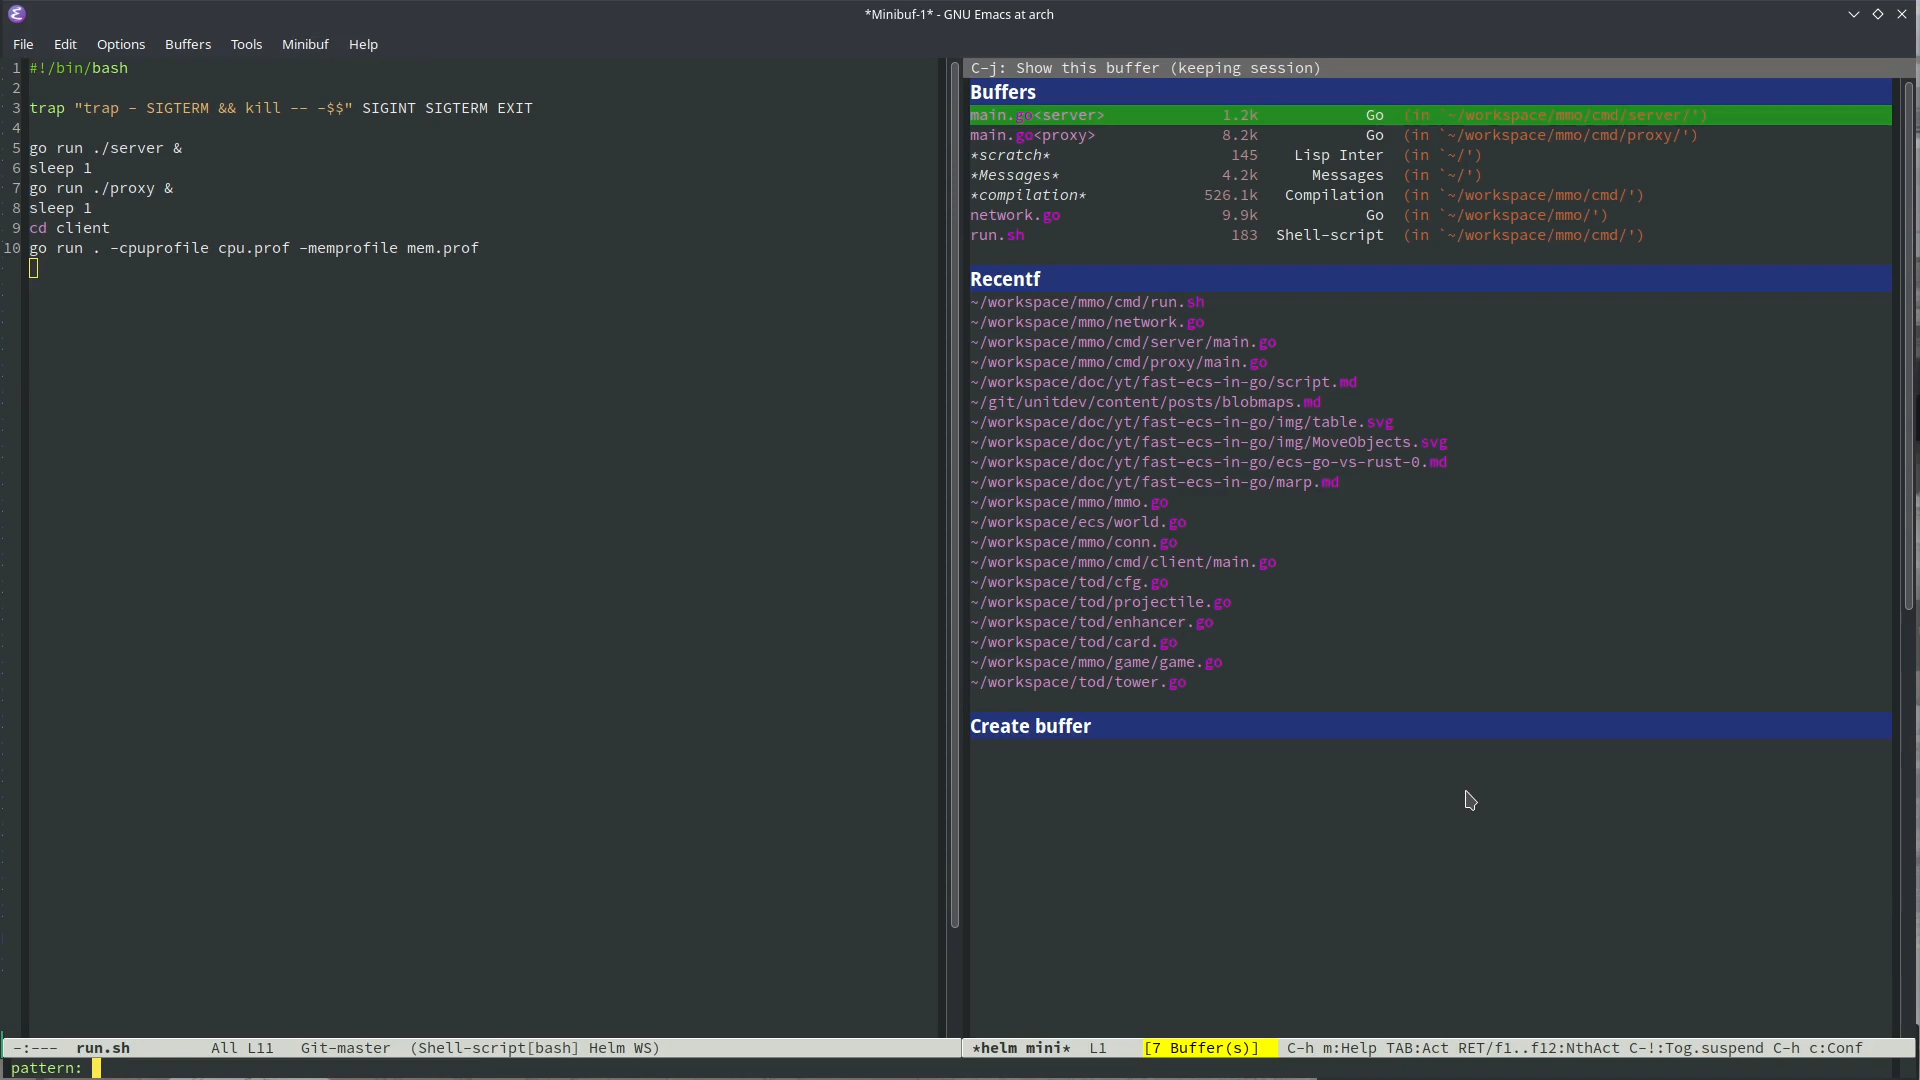 *Minibuf-1* - GNU Emacs at arch
File Edit Options Buffers Tools Minibuf Help
1 #!/bin/bash
2
3 trap "trap - SIGTERM && kill -- -$$" SIGINT SIGTERM EXIT
4
5 go run ./server &
6 sleep 1
7 go run ./proxy &
8 sleep 1
9 cd client
10 go run . -cpuprofile cpu.prof -memprofile mem.prof
-:--- run.sh All L11 Git-master (Shell-script[bash] Helm WS)
C-j: Show this buffer (keeping session)
Buffers
main.go<server> 1.2k Go (in `~/workspace/mmo/cmd/server/')
main.go<proxy> 8.2k Go (in `~/workspace/mmo/cmd/proxy/')
*scratch* 145 Lisp Inter (in `~/')
*Messages* 4.2k Messages (in `~/')
*compilation* 526.1k Compilation (in `~/workspace/mmo/cmd/')
network.go 9.9k Go (in `~/workspace/mmo/')
run.sh 183 Shell-script (in `~/workspace/mmo/cmd/')
Recentf
~/workspace/mmo/cmd/run.sh
~/workspace/mmo/network.go
~/workspace/mmo/cmd/server/main.go
~/workspace/mmo/cmd/proxy/main.go
~/workspace/doc/yt/fast-ecs-in-go/script.md
~/git/unitdev/content/posts/blobmaps.md
~/workspace/doc/yt/fast-ecs-in-go/img/table.svg
~/workspace/doc/yt/fast-ecs-in-go/img/MoveObjects.svg
~/workspace/doc/yt/fast-ecs-in-go/ecs-go-vs-rust-0.md
~/workspace/doc/yt/fast-ecs-in-go/marp.md
~/workspace/mmo/mmo.go
~/workspace/ecs/world.go
~/workspace/mmo/conn.go
~/workspace/mmo/cmd/client/main.go
~/workspace/tod/cfg.go
~/workspace/tod/projectile.go
~/workspace/tod/enhancer.go
~/workspace/tod/card.go
~/workspace/mmo/game/game.go
~/workspace/tod/tower.go
Create buffer
*helm mini* L1 [7 Buffer(s)] C-h m:Help TAB:Act RET/f1..f12:NthAct C-!:Tog.suspend C-h c:Conf
pattern: